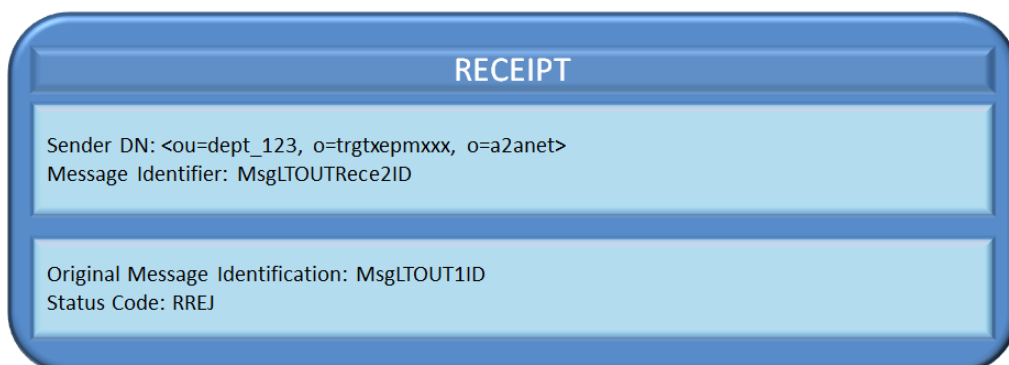 RECEIPT
Sender DN: <ou=dept_123, o=trgtxepmxxx, o=a2anet>
Message Identifier: MsgLTOUTRece2ID
Original Message Identification: MsgLTOUT1ID
Status Code: RREJ